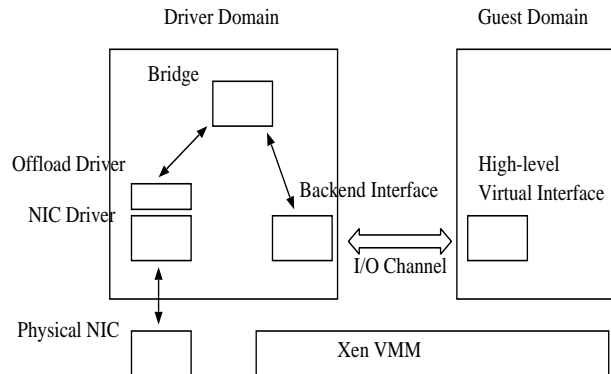 Driver Domain
Guest Domain
Bridge
Offload Driver
High-level
Virtual Interface
Backend Interface
NIC Driver
I/O Channel
Physical NIC
Xen VMM